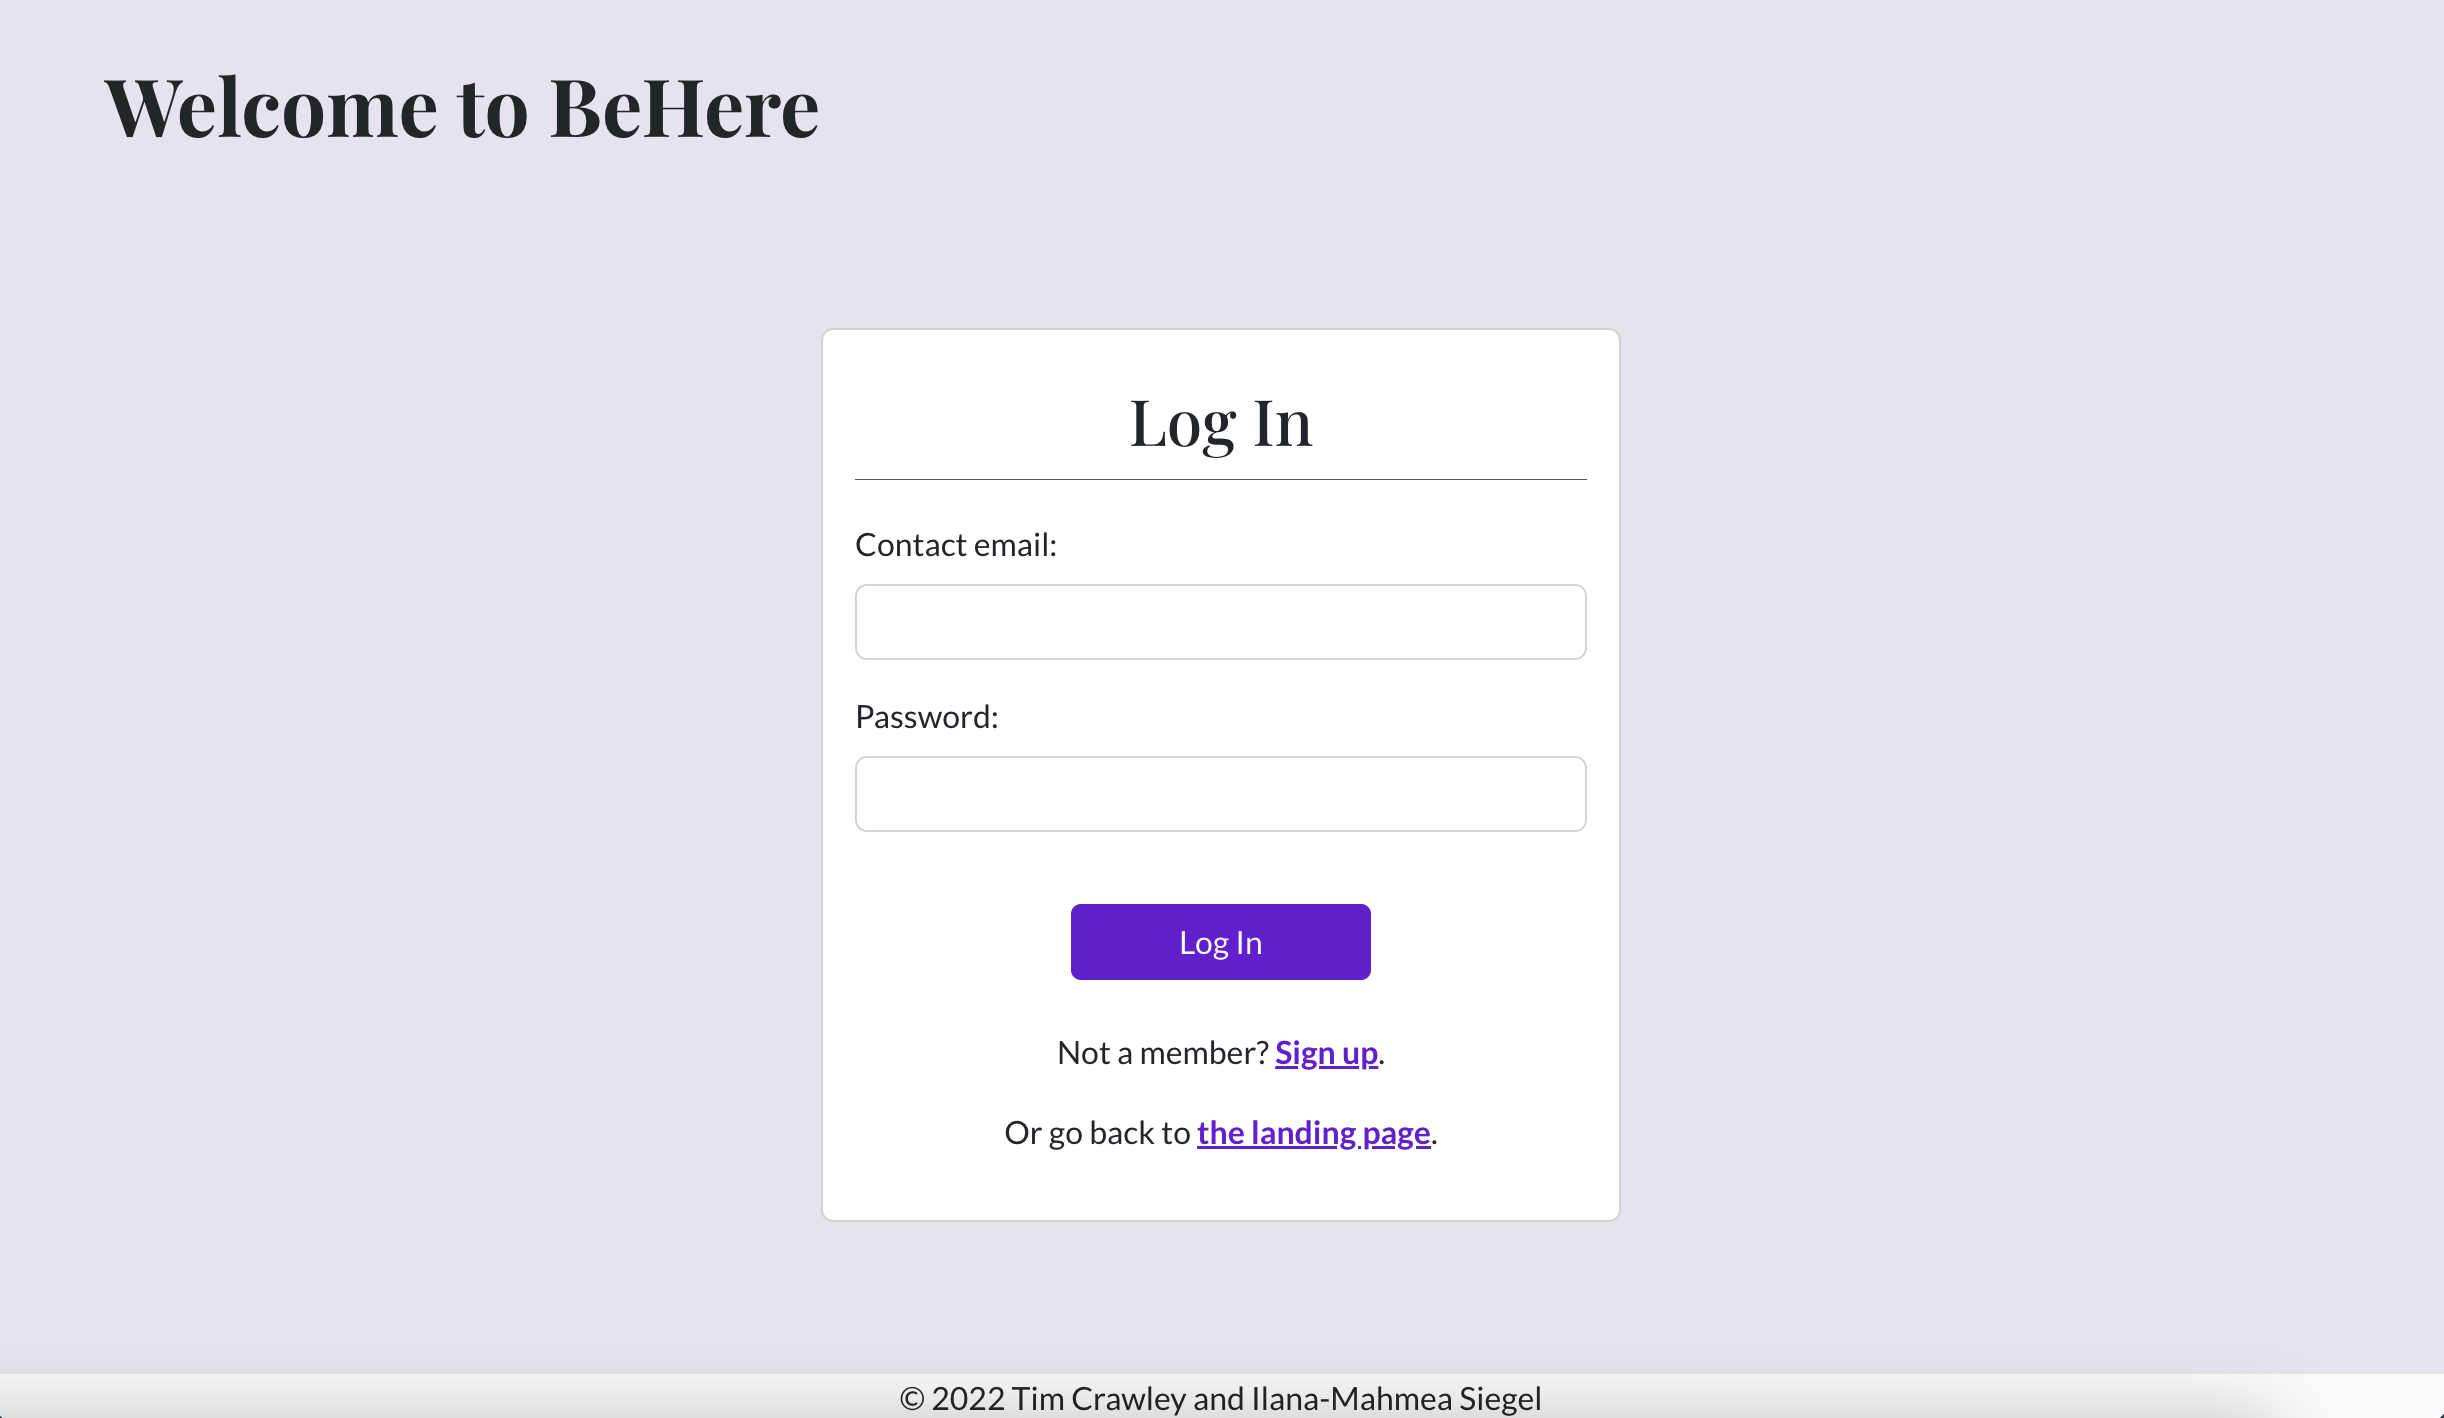 Welcome to BeHere
Log In
Contact email:
Password:
Log In
Not a member? Sign up.
Or go back to the landing page.
© 2022 Tim Crawley and Ilana-Mahmea Siegel